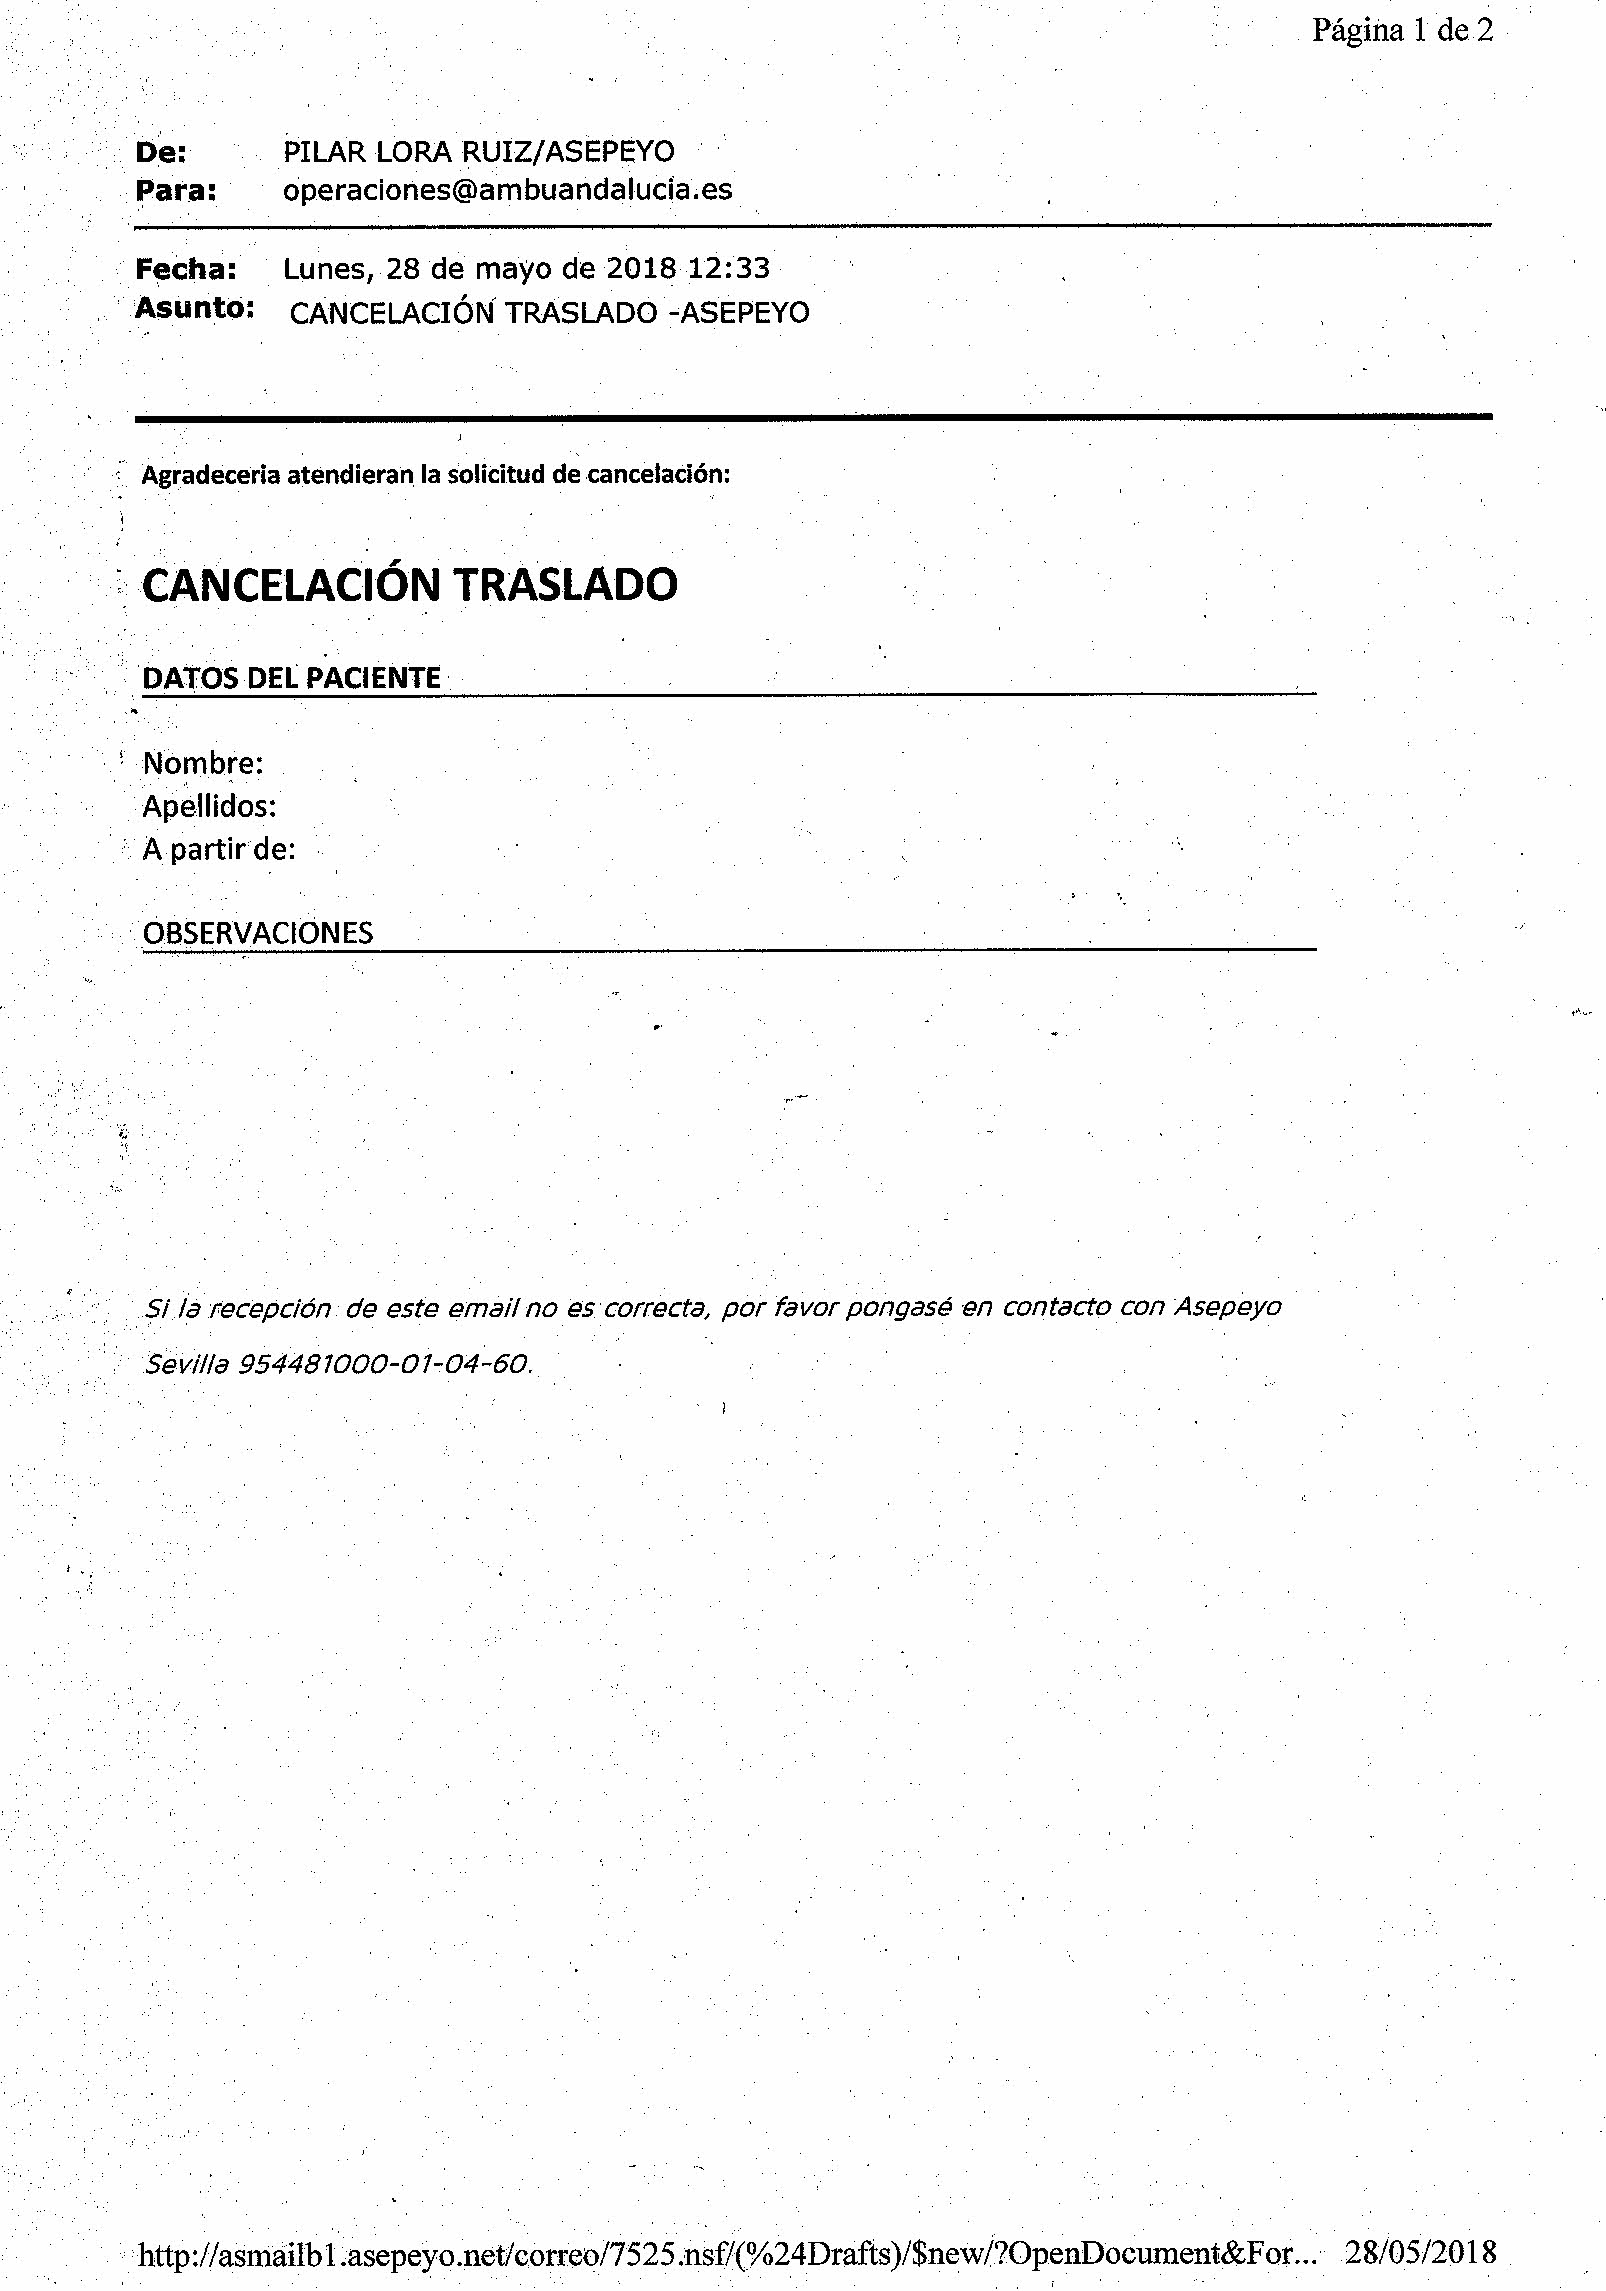 Página 1 de 2
De: PILAR LORA RUIZ/ASEPEYO
Para: operaciones@ambuandalucia.es
Fecha: Lunes, 28 de mayo de 2018 12:33
Asunto: CANCELACIÓN TRASLADO -ASEPEYO
Agradeceria atendieran la solicitud de cancelación:
CANCELACIÓN TRASLADO
DATOS DEL PACIENTE
Nombre:
Apellidos:
A partir de:
OBSERVACIONES
Si la recepción de este email no es correcta, por favor pongasé en contacto con Asepeyo
Sevilla 954481000-01-04-60.
http://asmailb1.asepeyo.net/correo/7525.nsf/(%24Drafts)/$new/?OpenDocument&For... 28/05/2018